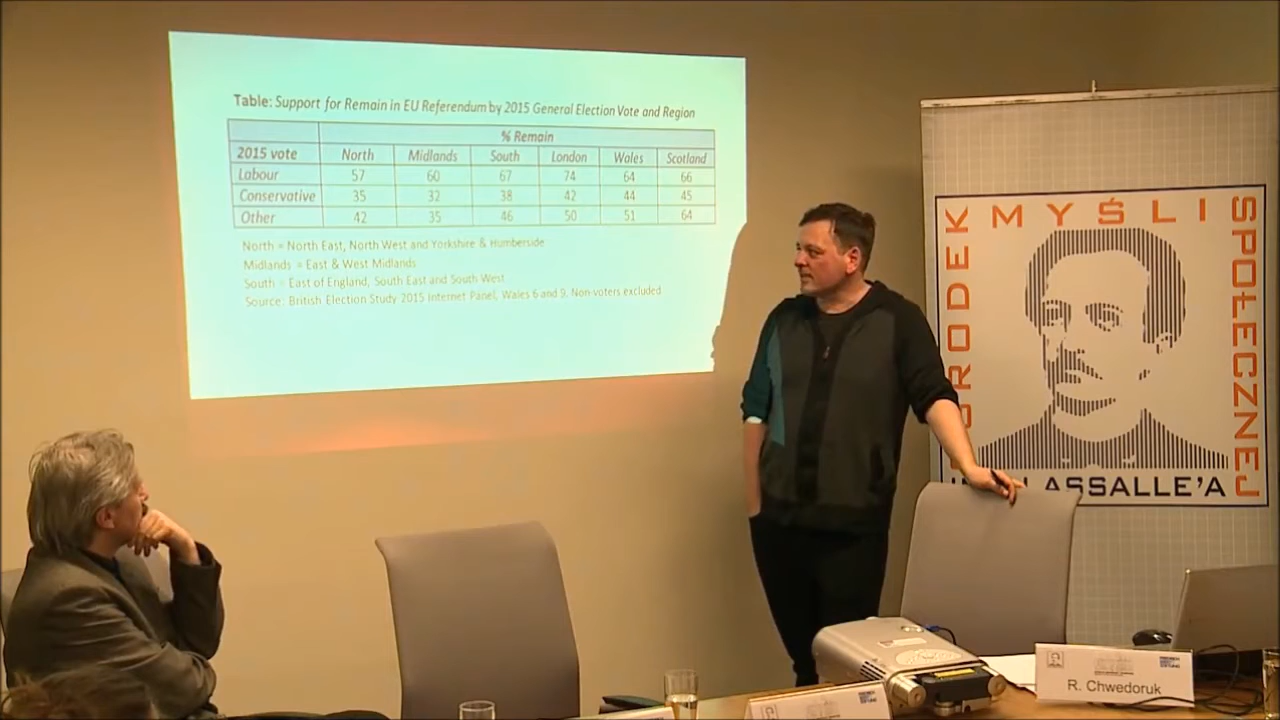 Table: Support for Remain in EU Referendum by 2015 General Election Vote and Region
% Remain
2015 vote North Midlands South London Wales Scotland
Labour 57 60 67 74 64 66
Conservative 35 32 38 42 44 45
Other 42 35 46 50 51 64
North = North East, North West and Yorkshire & Humberside
Midlands = East & West Midlands
South = East of England, South East and South West
Source: British Election Study 2015 Internet Panel, Wales 6 and 9. Non-voters excluded
OŚRODEK MYŚLI SPOŁECZNEJ
LASSALLE'A
R. Chwedoruk